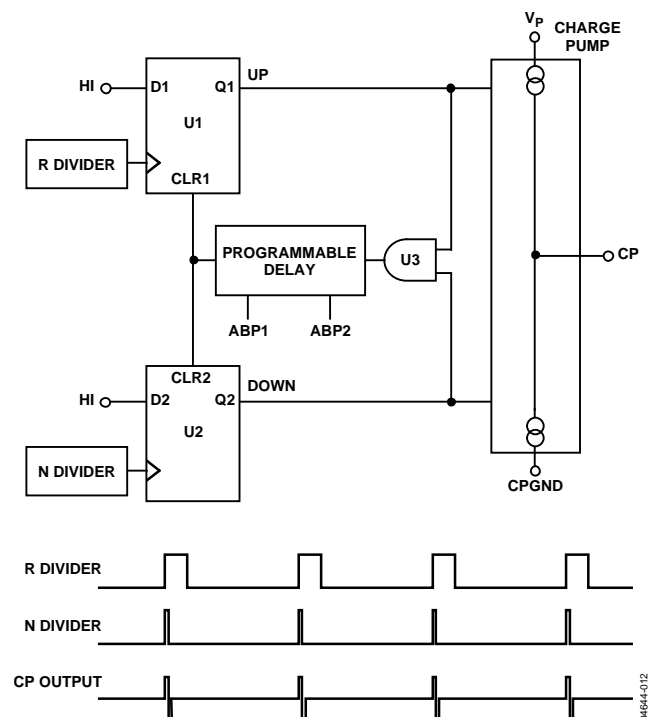 VP
CHARGE
PUMP
UP
HI
D1
Q1
U1
R DIVIDER
CLR1
PROGRAMMABLE
DELAY
U3
CP
ABP1
ABP2
CLR2
DOWN
HI
D2
Q2
U2
N DIVIDER
CPGND
R DIVIDER
N DIVIDER
CP OUTPUT
04644-012